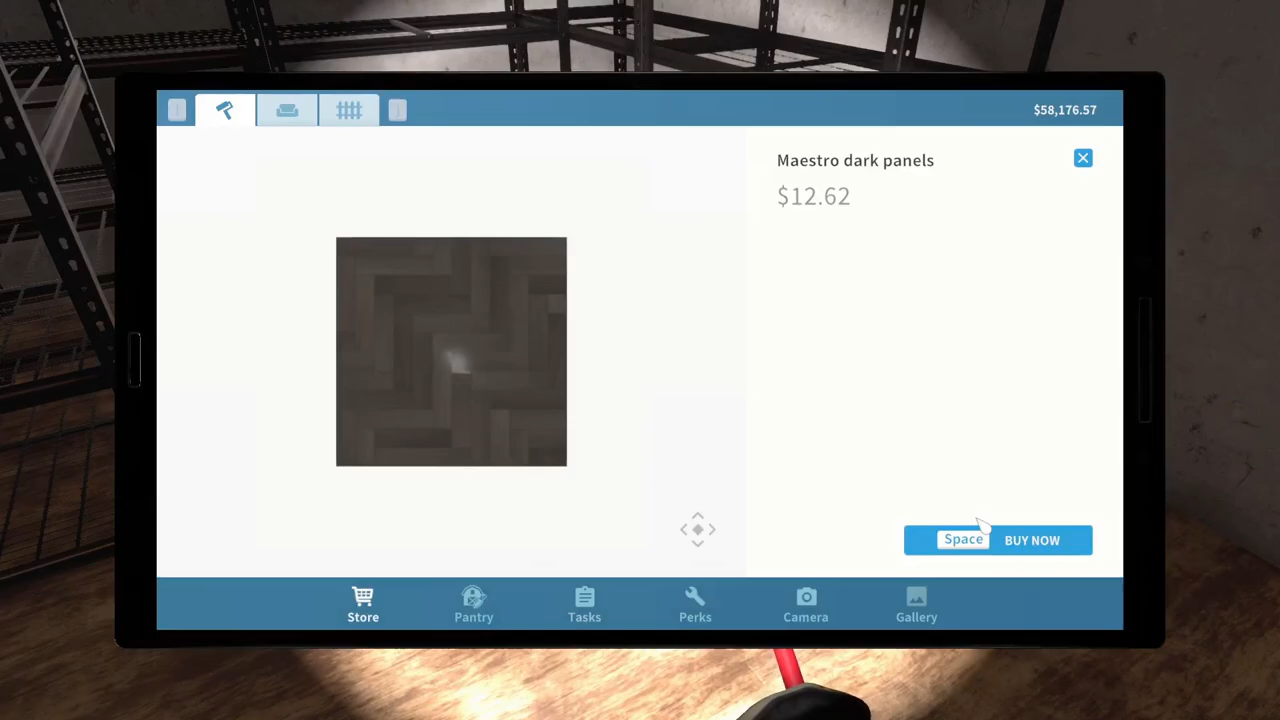 $58,176.57
Maestro dark panels
$12.62
Space BUY NOW
Store Pantry Tasks Perks Camera Gallery